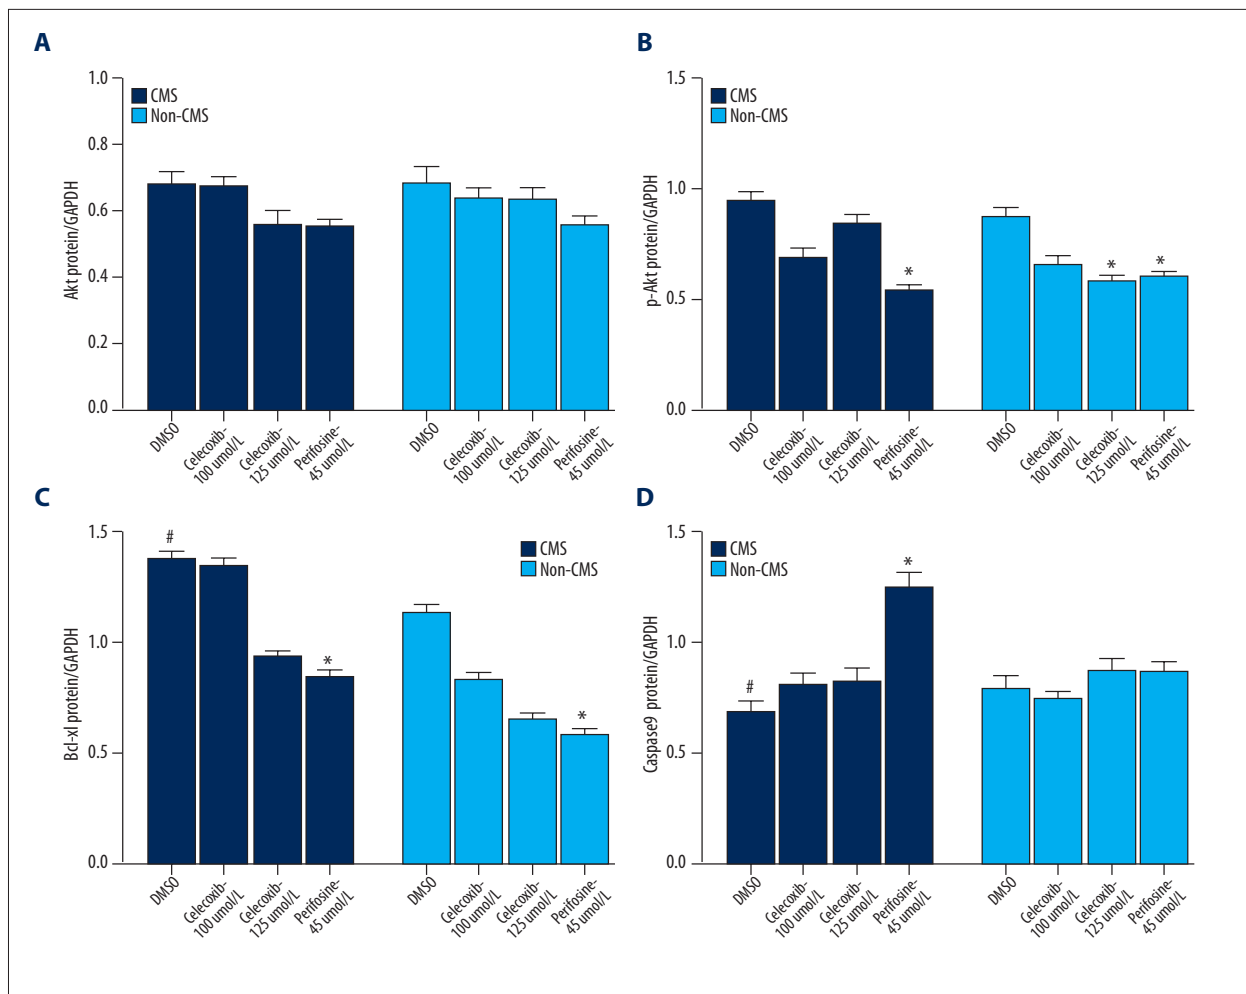 A
1.0
CMS
Non-CMS
0.8
0.6
0.4
0.2
0.0
Akt protein/GAPDH
DMSO
Celecoxib-
100 umol/L
Celecoxib-
125 umol/L
Perifosine-
45 umol/L
DMSO
Celecoxib-
100 umol/L
Celecoxib-
125 umol/L
Perifosine-
45 umol/L
B
1.5
CMS
Non-CMS
1.0
0.5
0.0
p-Akt protein/GAPDH
*
*
*
DMSO
Celecoxib-
100 umol/L
Celecoxib-
125 umol/L
Perifosine-
45 umol/L
DMSO
Celecoxib-
100 umol/L
Celecoxib-
125 umol/L
Perifosine-
45 umol/L
C
1.5
#
CMS
Non-CMS
1.0
0.5
0.0
Bcl-xl protein/GAPDH
*
*
DMSO
Celecoxib-
100 umol/L
Celecoxib-
125 umol/L
Perifosine-
45 umol/L
DMSO
Celecoxib-
100 umol/L
Celecoxib-
125 umol/L
Perifosine-
45 umol/L
D
1.5
CMS
Non-CMS
*
1.0
0.5
0.0
Caspase9 protein/GAPDH
#
DMSO
Celecoxib-
100 umol/L
Celecoxib-
125 umol/L
Perifosine-
45 umol/L
DMSO
Celecoxib-
100 umol/L
Celecoxib-
125 umol/L
Perifosine-
45 umol/L